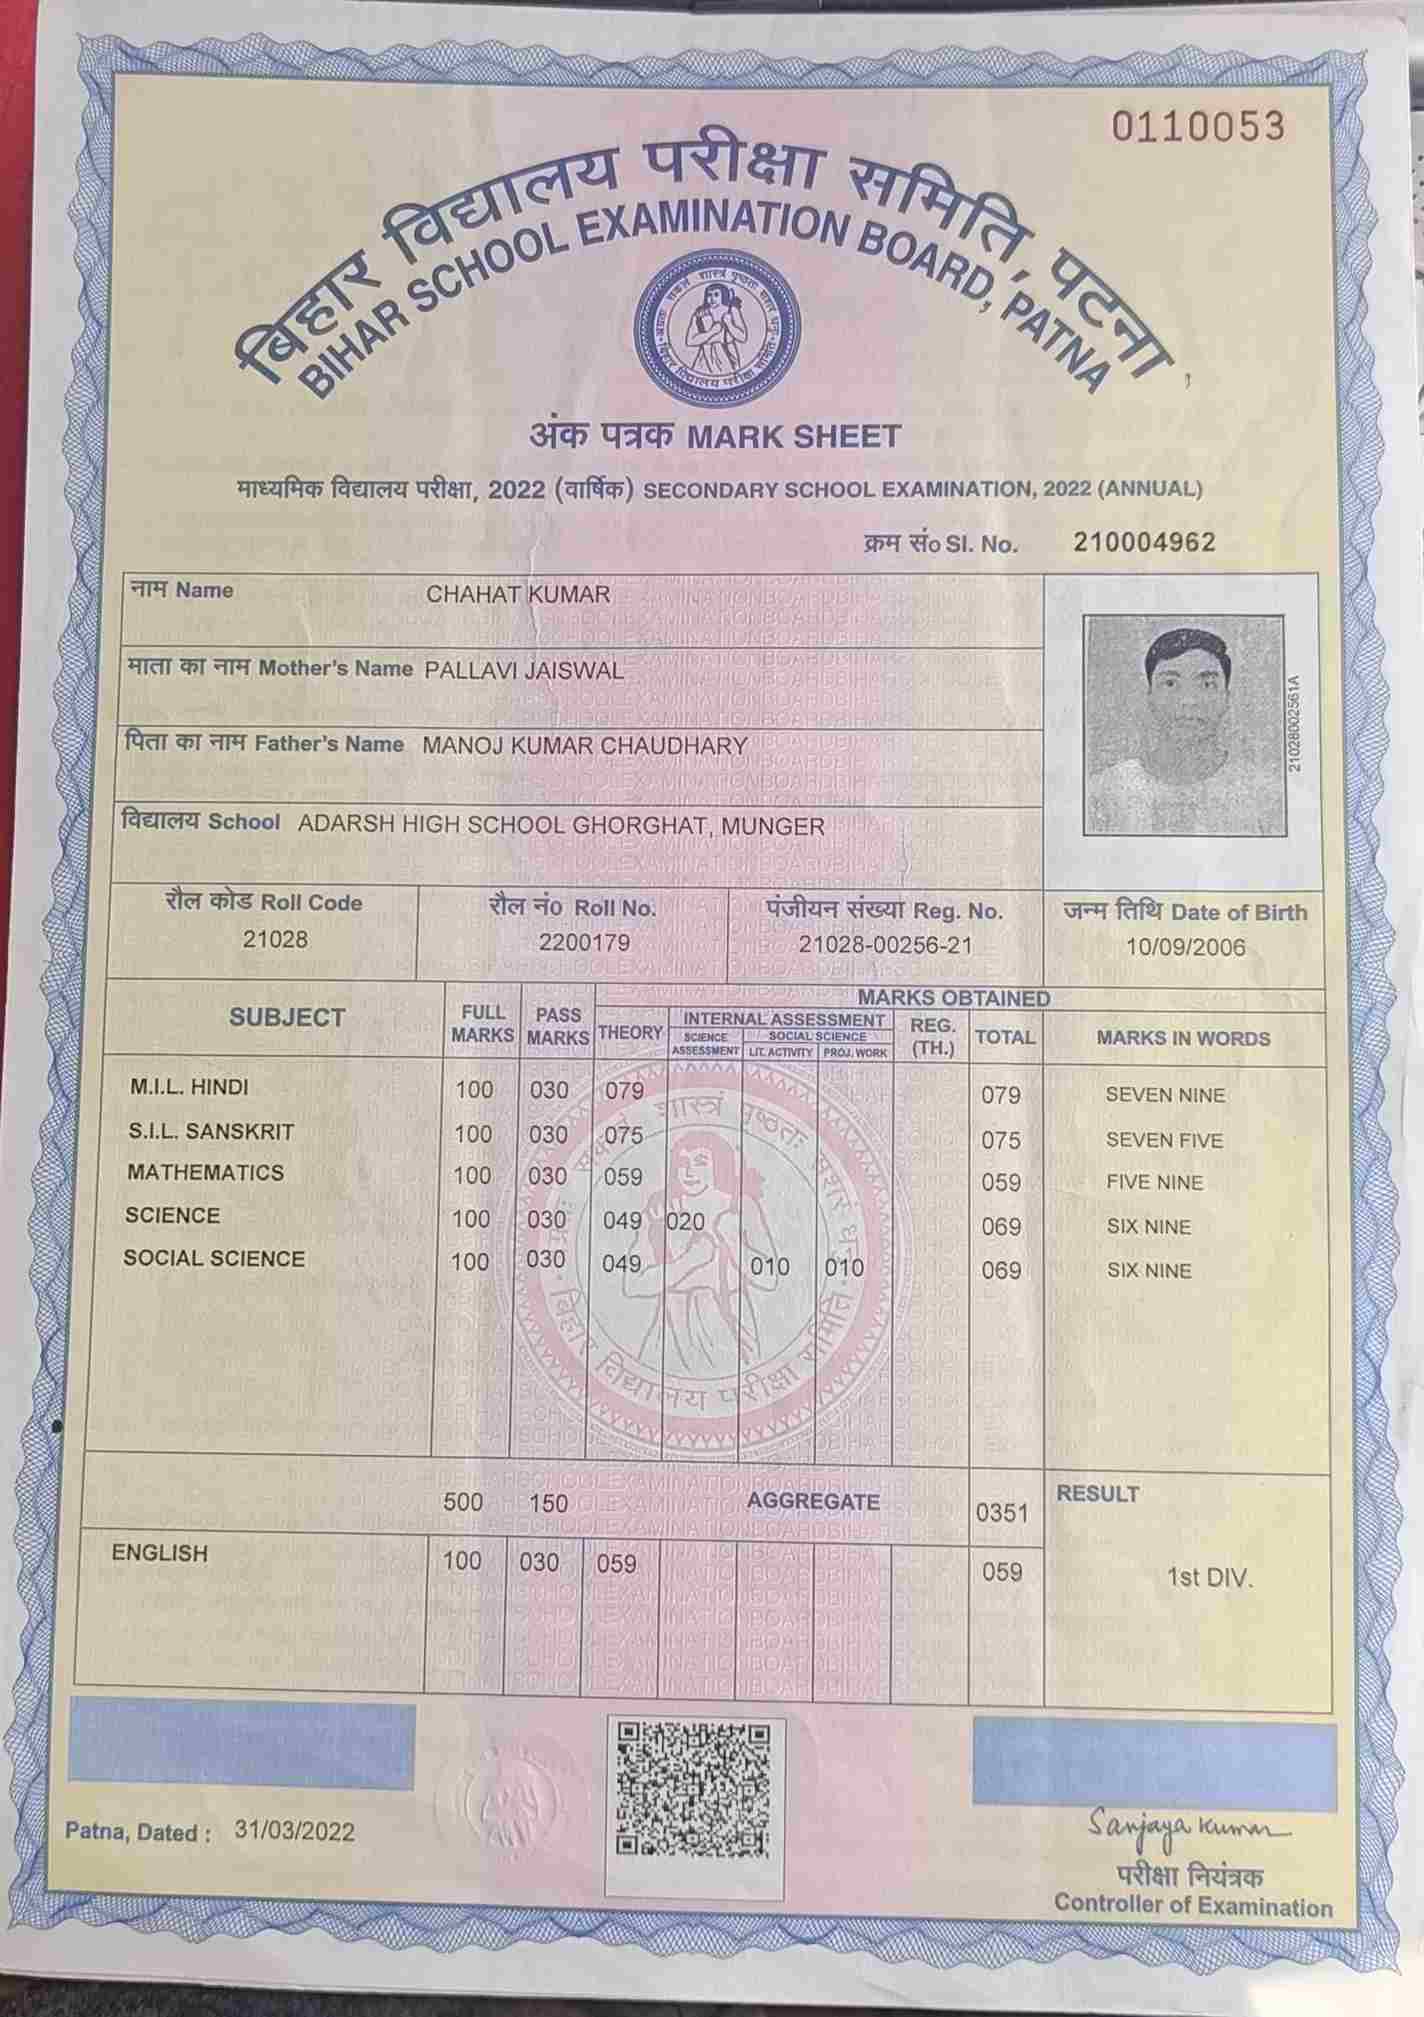 0110053
बिहार विद्यालय परीक्षा समिति, पटना
BIHAR SCHOOL EXAMINATION BOARD, PATNA
अंक पत्रक MARK SHEET
माध्यमिक विद्यालय परीक्षा, 2022 (वार्षिक) SECONDARY SCHOOL EXAMINATION, 2022 (ANNUAL)
क्रम सं० Sl. No. 210004962
नाम Name CHAHAT KUMAR
माता का नाम Mother's Name PALLAVI JAISWAL
पिता का नाम Father's Name MANOJ KUMAR CHAUDHARY
विद्यालय School ADARSH HIGH SCHOOL GHORGHAT, MUNGER
21028002561A
रौल कोड Roll Code रौल नं० Roll No. पंजीयन संख्या Reg. No. जन्म तिथि Date of Birth
21028 2200179 21028-00256-21 10/09/2006
SUBJECT FULL MARKS PASS MARKS MARKS OBTAINED
THEORY INTERNAL ASSESSMENT REG. (TH.) TOTAL MARKS IN WORDS
SCIENCE ASSESSMENT SOCIAL SCIENCE
LIT. ACTIVITY PROJ. WORK
M.I.L. HINDI 100 030 079 079 SEVEN NINE
S.I.L. SANSKRIT 100 030 075 075 SEVEN FIVE
MATHEMATICS 100 030 059 059 FIVE NINE
SCIENCE 100 030 049 020 069 SIX NINE
SOCIAL SCIENCE 100 030 049 010 010 069 SIX NINE
बिहार विद्यालय परीक्षा समिति
500 150 AGGREGATE 0351 RESULT
ENGLISH 100 030 059 059 1st DIV.
Patna, Dated : 31/03/2022
Sanjaya Kumar
परीक्षा नियंत्रक
Controller of Examination